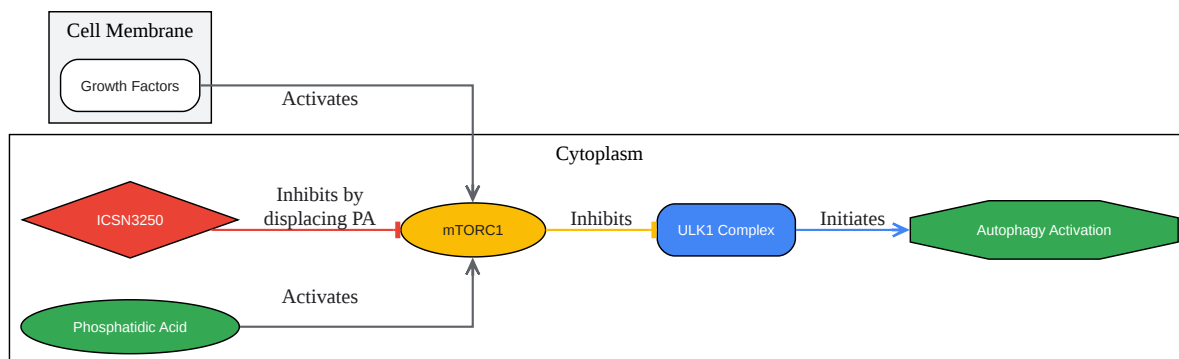 Cell Membrane
Growth Factors
Activates
Cytoplasm
ICSN3250
Inhibits by
displacing PA
mTORC1
Inhibits
ULK1 Complex
Initiates
Autophagy Activation
Activates
Phosphatidic Acid